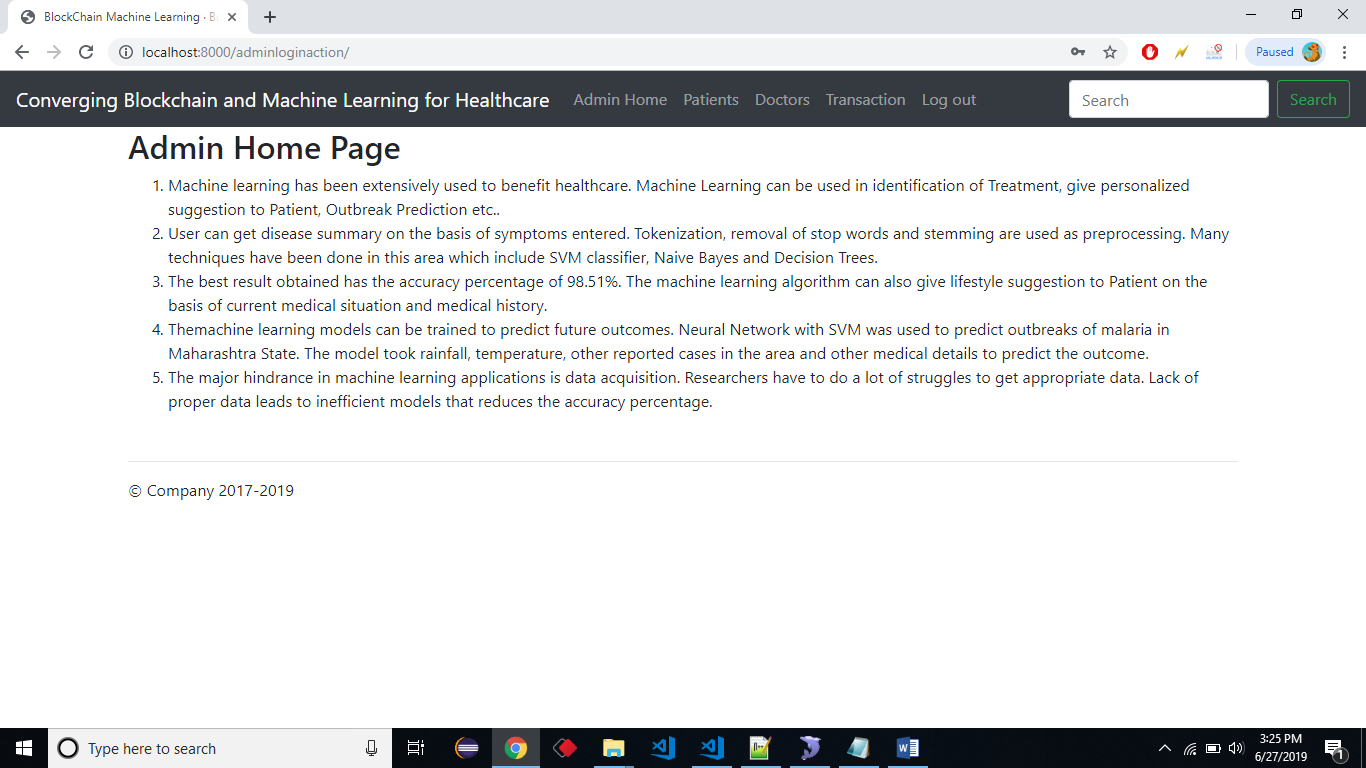 BlockChain Machine Learning · B
localhost:8000/adminloginaction/
Paused
Converging Blockchain and Machine Learning for Healthcare
Admin Home
Patients
Doctors
Transaction
Log out
Search
Search
Admin Home Page
1. Machine learning has been extensively used to benefit healthcare. Machine Learning can be used in identification of Treatment, give personalized
suggestion to Patient, Outbreak Prediction etc..
2. User can get disease summary on the basis of symptoms entered. Tokenization, removal of stop words and stemming are used as preprocessing. Many
techniques have been done in this area which include SVM classifier, Naive Bayes and Decision Trees.
3. The best result obtained has the accuracy percentage of 98.51%. The machine learning algorithm can also give lifestyle suggestion to Patient on the
basis of current medical situation and medical history.
4. Themachine learning models can be trained to predict future outcomes. Neural Network with SVM was used to predict outbreaks of malaria in
Maharashtra State. The model took rainfall, temperature, other reported cases in the area and other medical details to predict the outcome.
5. The major hindrance in machine learning applications is data acquisition. Researchers have to do a lot of struggles to get appropriate data. Lack of
proper data leads to inefficient models that reduces the accuracy percentage.
© Company 2017-2019
Type here to search
3:25 PM
6/27/2019
1